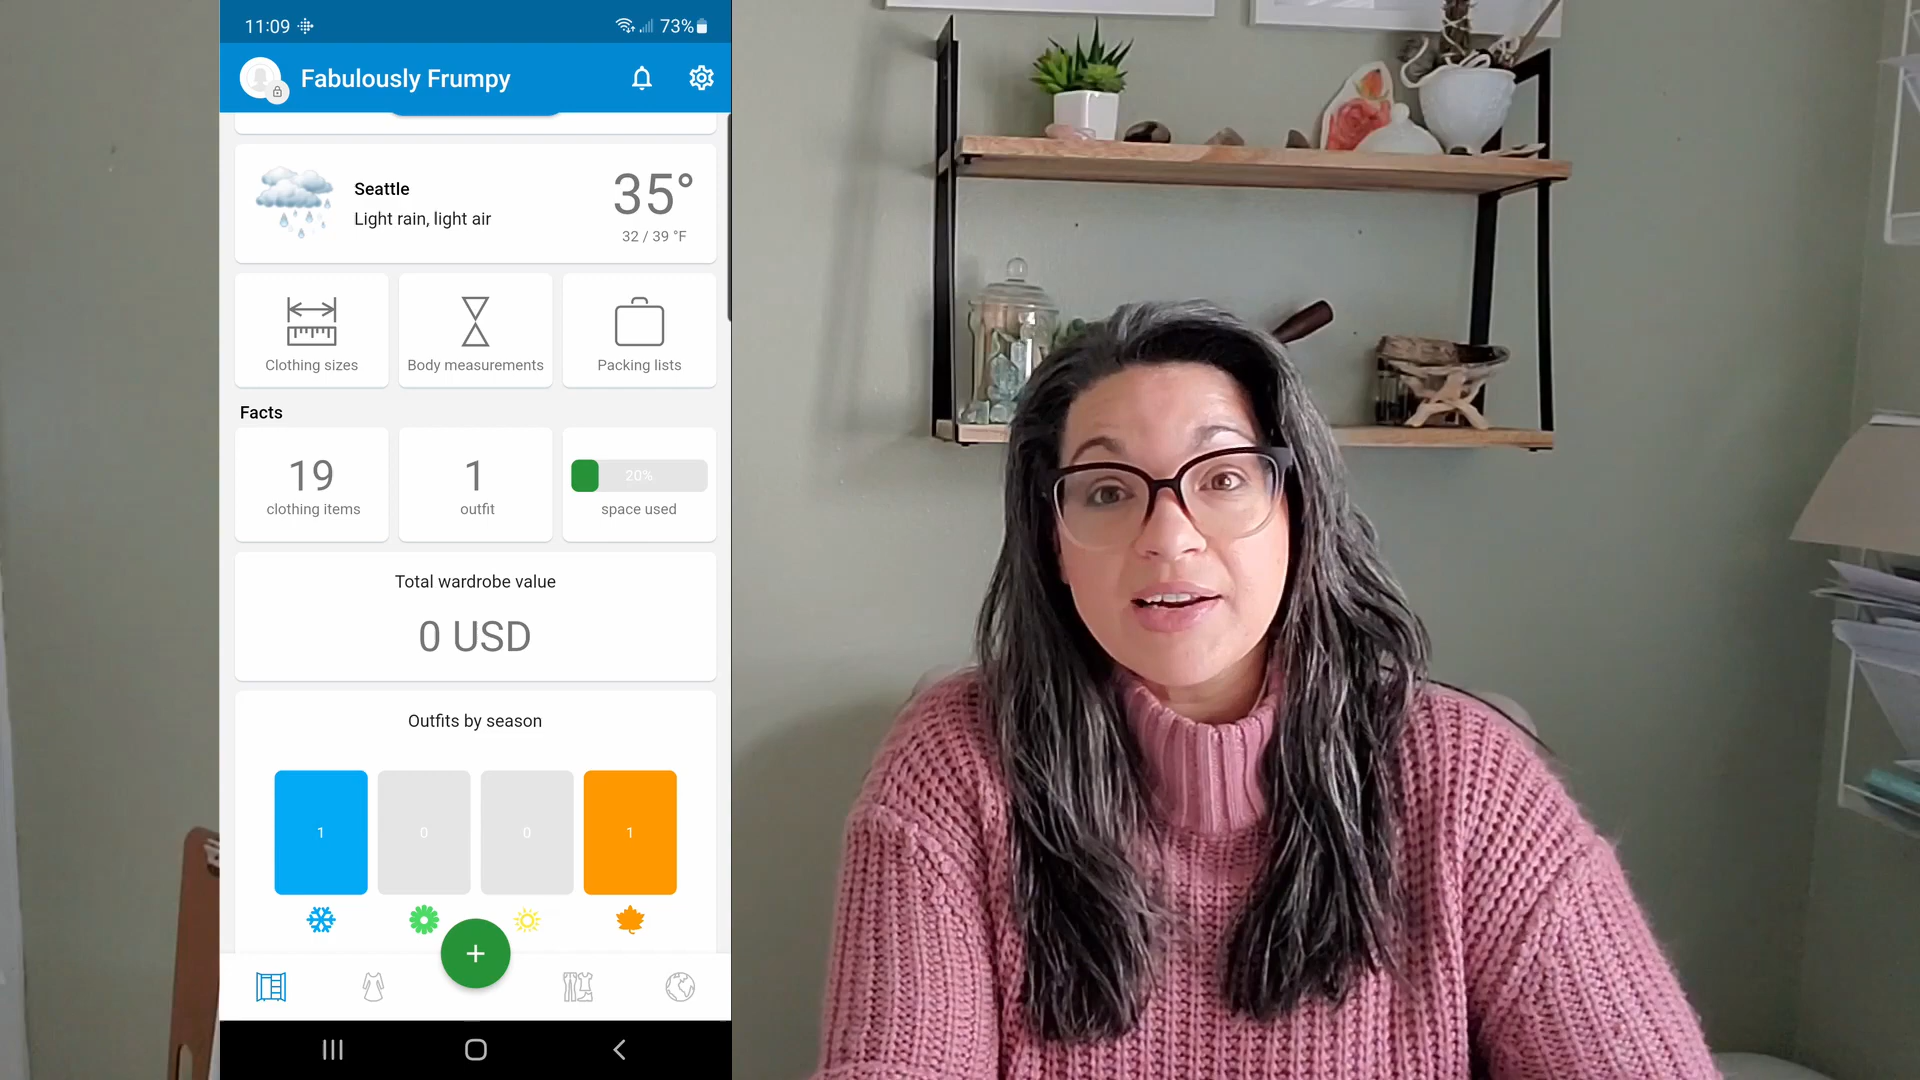 11:09
73%
Fabulously Frumpy
Seattle
Light rain, light air
35°
32 / 39 °F
Clothing sizes
Body measurements
Packing lists
Facts
19
clothing items
1
outfit
20%
space used
Total wardrobe value
0 USD
Outfits by season
1
0
0
1
+